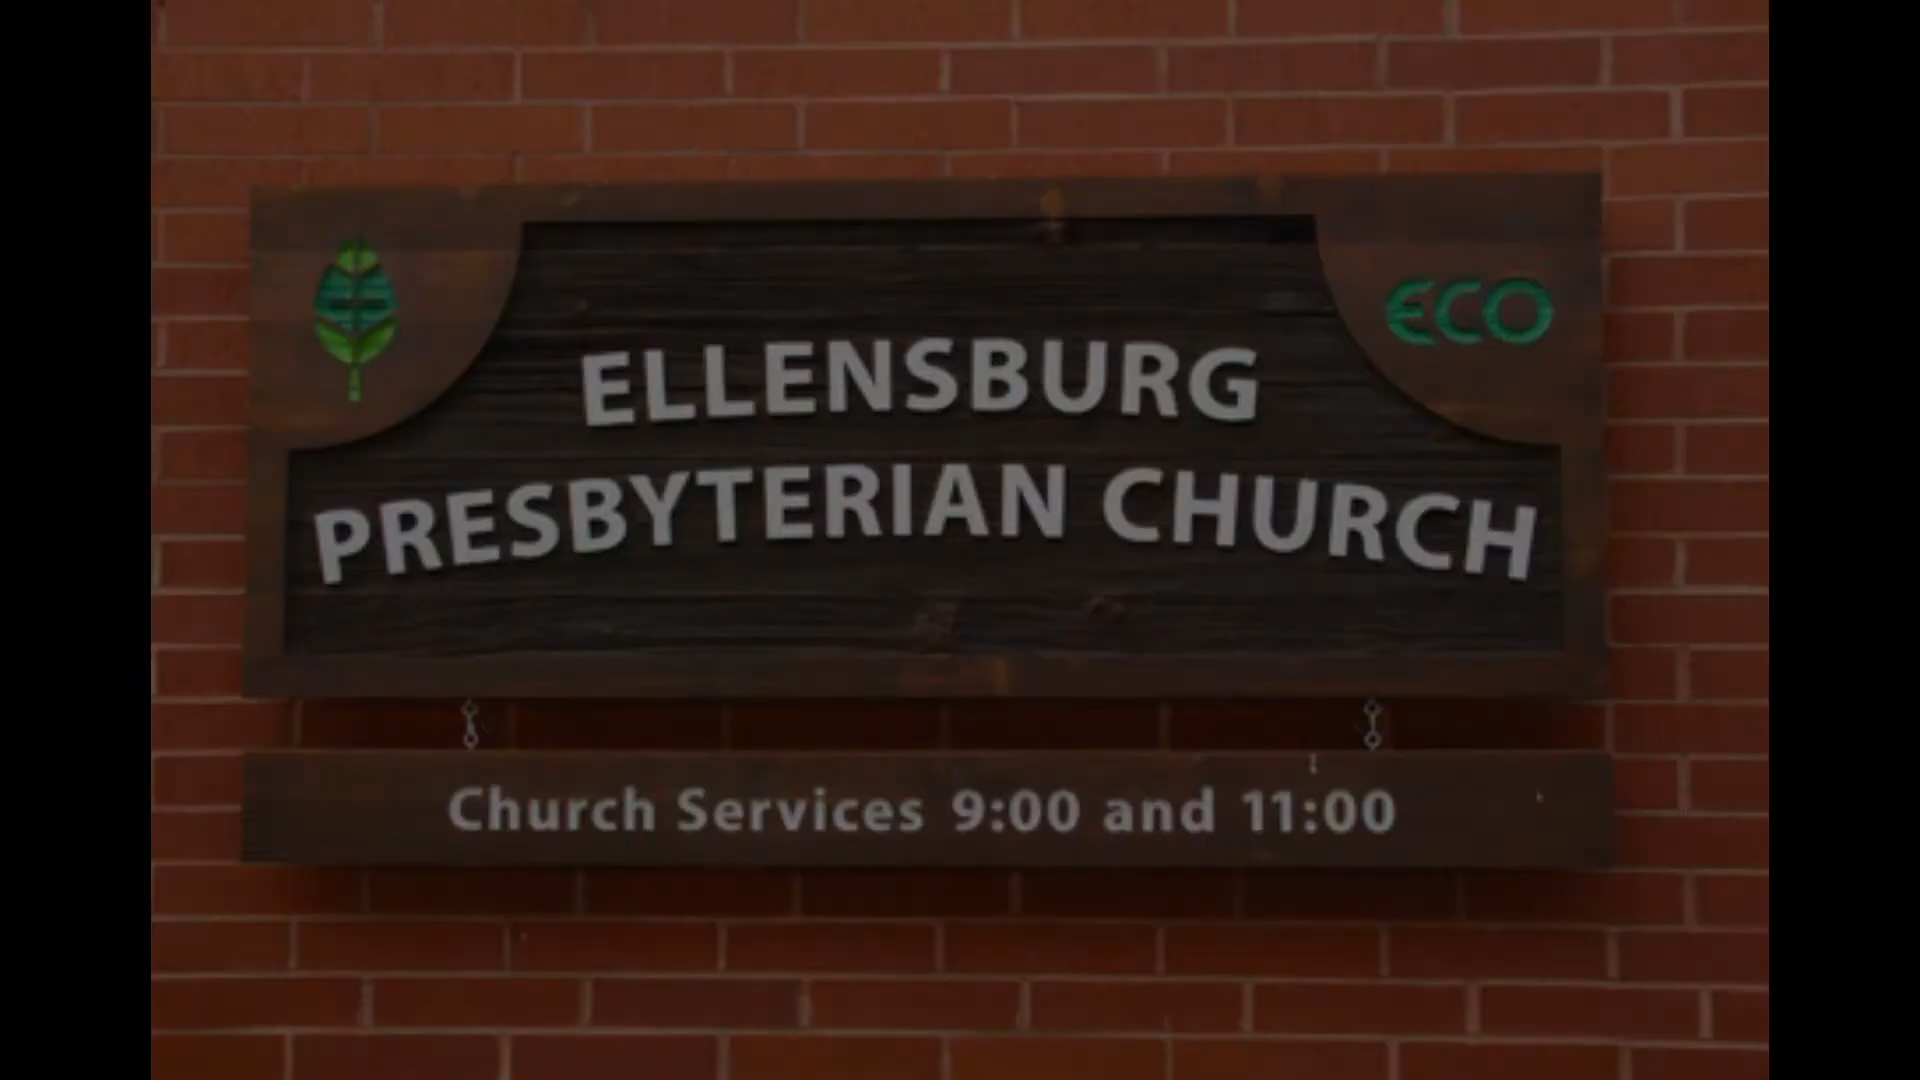 ECO
ELLENSBURG
PRESBYTERIAN CHURCH
Church Services 9:00 and 11:00